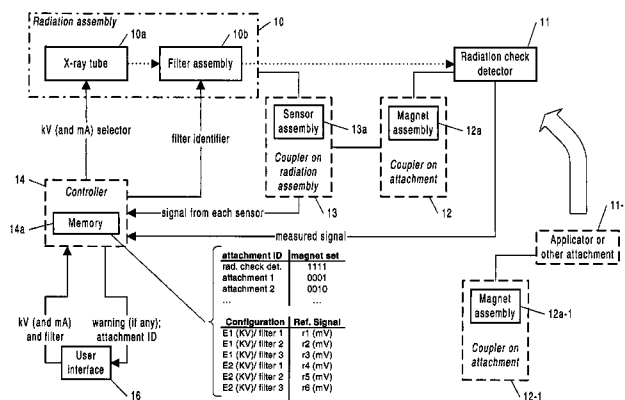 Radiation assembly
10
10a
10b
11
X-ray tube
Filter assembly
Radiation check
detector
Sensor
assembly
13a
Magnet
assembly
12a
kV (and mA) selector
filter identifier
Coupler on
radiation
assembly
Coupler on
attachment
14
Controller
13
12
11-
signal from each sensor
14a
Memory
measured signal
Applicator or
other attachment
attachment ID magnet set
rad. check det. 1111
attachment 1 0001
attachment 2 0010
... ...
Magnet
assembly
12a-1
kV (and mA)
and filter
warning (if any);
attachment ID
Configuration Ref. Signal
E1 (KV)/ filter 1 r1 (mV)
E1 (KV)/ filter 2 r2 (mV)
E1 (KV)/ filter 3 r3 (mV)
E2 (KV)/ filter 1 r4 (mV)
E2 (KV)/ filter 2 r5 (mV)
E2 (KV)/ filter 3 r6 (mV)
Coupler on
attachment
User
interface
16
12-1